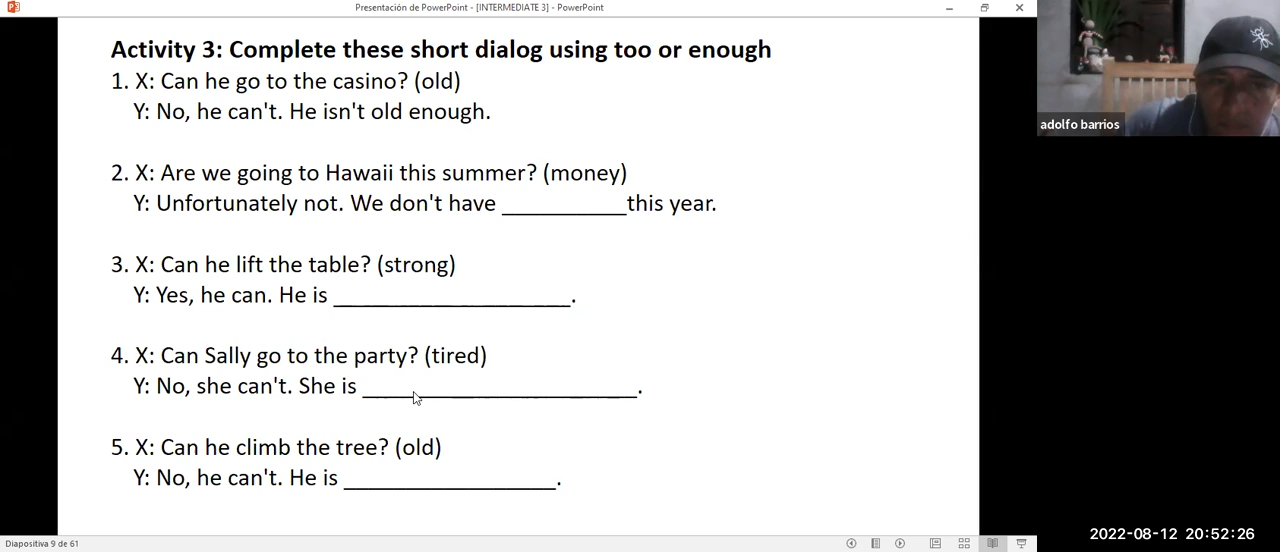 Presentación de PowerPoint - [INTERMEDIATE 3] - PowerPoint
Activity 3: Complete these short dialog using too or enough
1. X: Can he go to the casino? (old)
Y: No, he can't. He isn't old enough.
2. X: Are we going to Hawaii this summer? (money)
Y: Unfortunately not. We don't have ___________this year.
3. X: Can he lift the table? (strong)
Y: Yes, he can. He is _____________________.
4. X: Can Sally go to the party? (tired)
Y: No, she can't. She is ________________________.
5. X: Can he climb the tree? (old)
Y: No, he can't. He is ___________________.
adolfo barrios
Diapositiva 9 de 61
2022-08-12 20:52:26